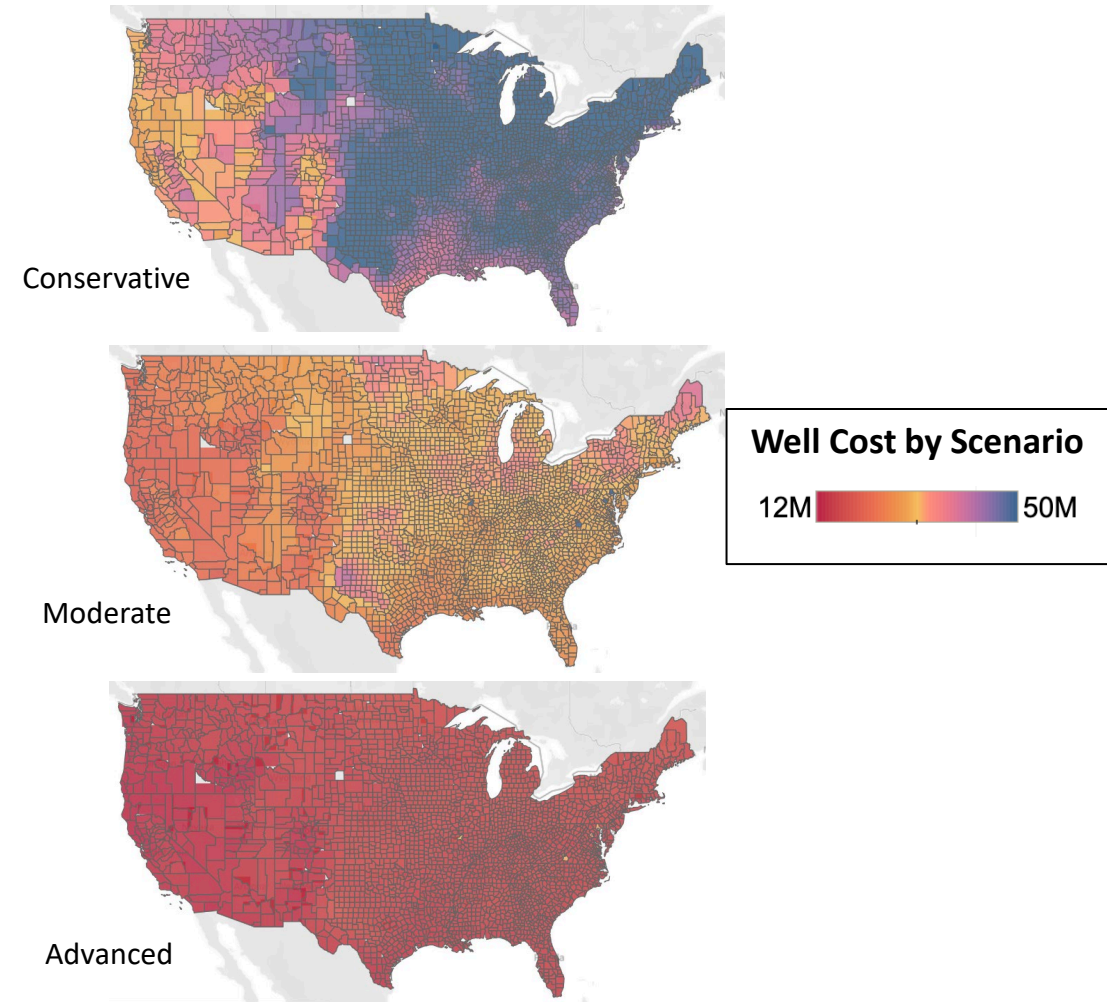 Conservative
Moderate
Well Cost by Scenario
12M 50M
Advanced